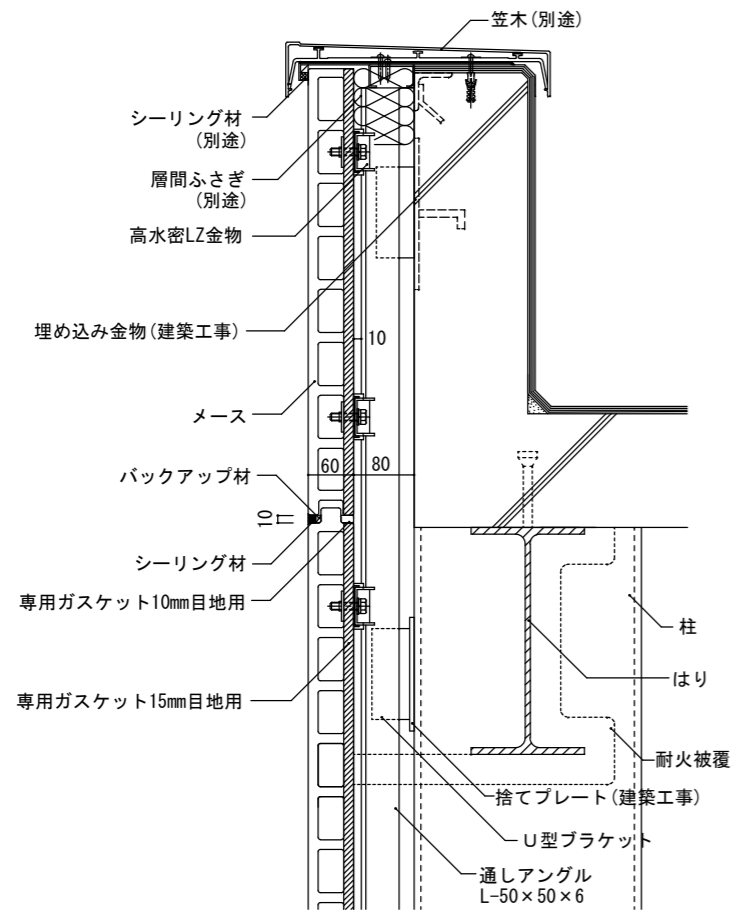 笠木(別途)
シーリング材
(別途)
層間ふさぎ
(別途)
高水密LZ金物
埋め込み金物(建築工事)
10
メース
60
80
バックアップ材
10
シーリング材
専用ガスケット10mm目地用
柱
はり
専用ガスケット15mm目地用
耐火被覆
捨てプレート(建築工事)
U型ブラケット
通しアングル
L-50×50×6